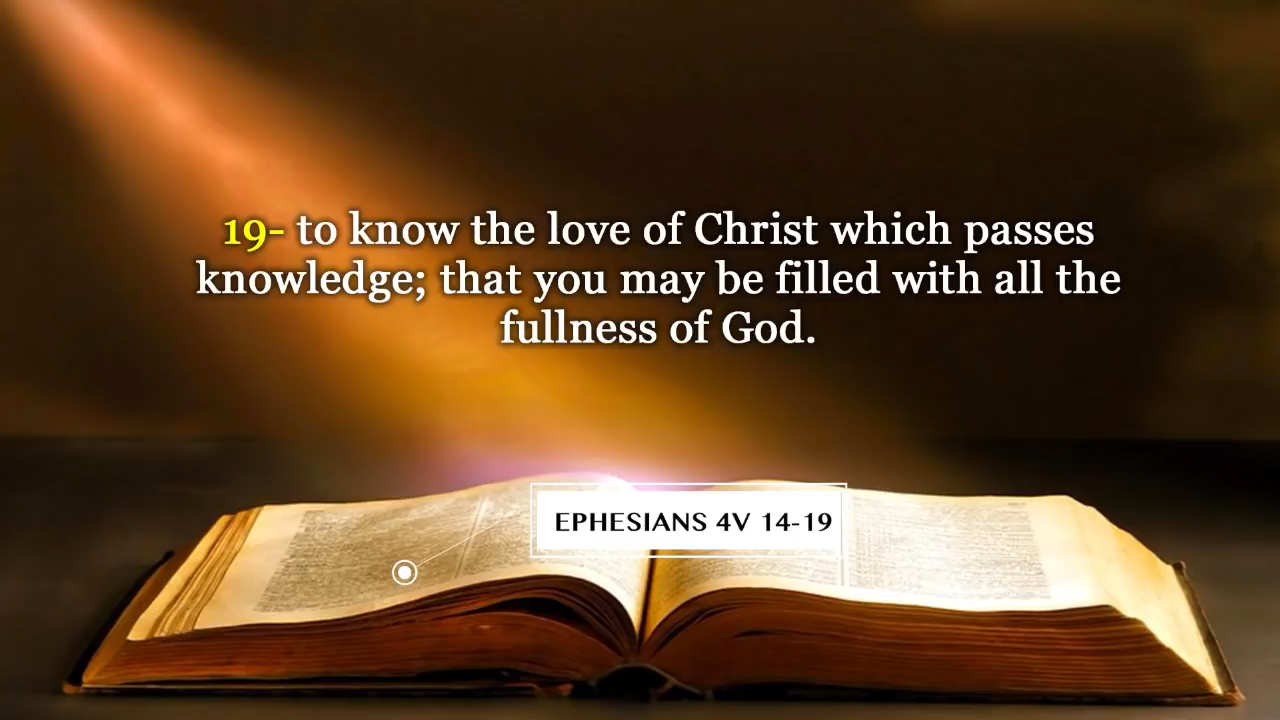 19- to know the love of Christ which passes
knowledge; that you may be filled with all the
fullness of God.
EPHESIANS 4V 14-19